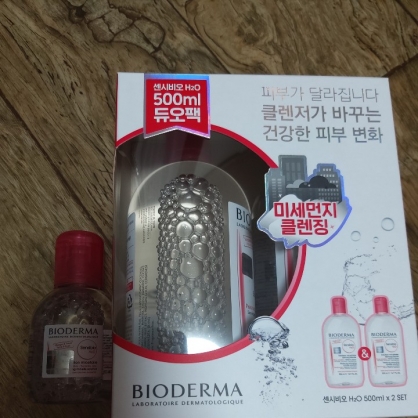 센시비오 H₂O
500ml
듀오팩
피부가 달라집니다
클렌저가 바꾸는
건강한 피부 변화
미세먼지
클렌징
BIODERMA
BIODERMA
LABORATOIRE DERMATOLOGIQUE
&
센시비오 H₂O 500ml x 2 SET